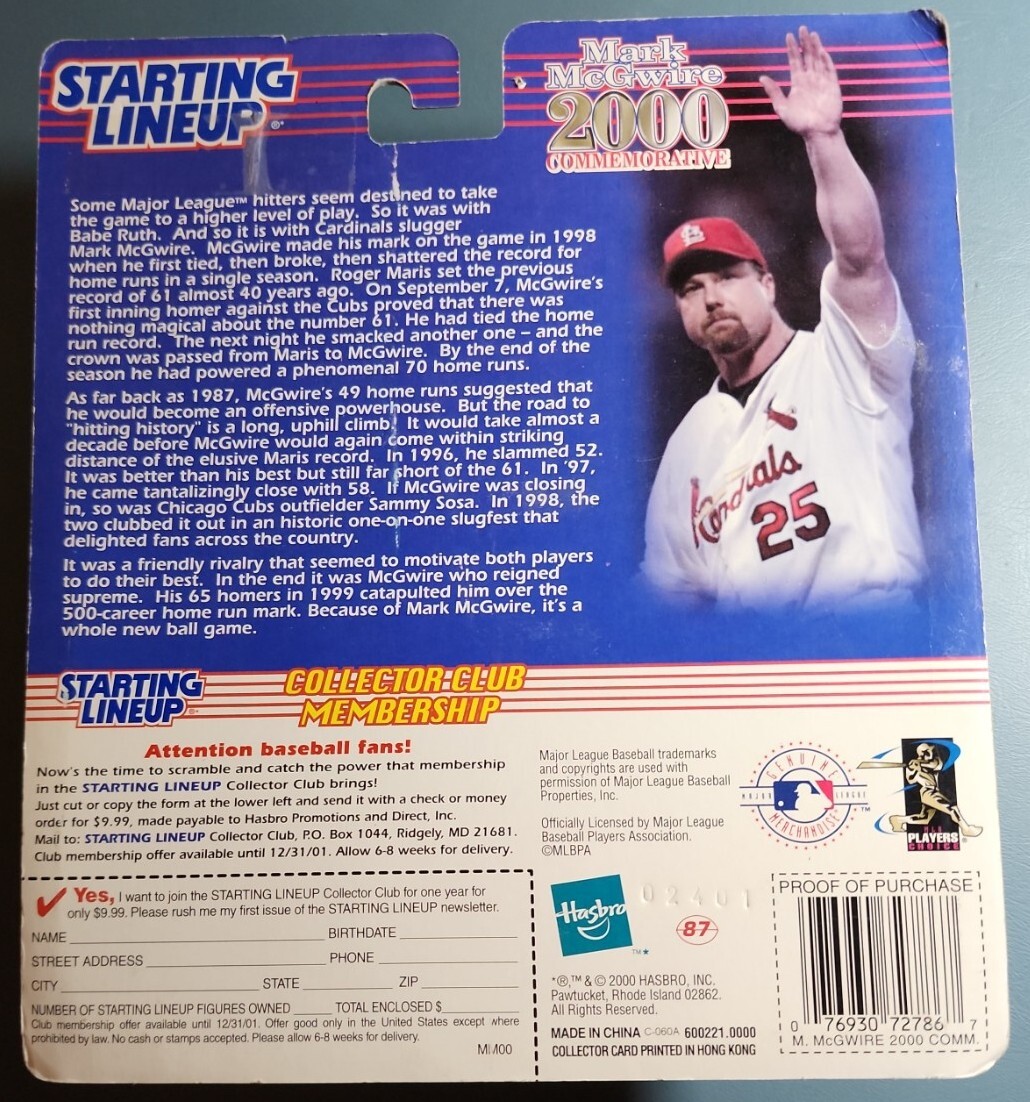 STARTING
LINEUP®
Mark
McGwire
2000
COMMEMORATIVE
Some Major League™ hitters seem destined to take
the game to a higher level of play. So it was with
Babe Ruth. And so it is with Cardinals slugger
Mark McGwire. McGwire made his mark on the game in 1998
when he first tied, then broke, then shattered the record for
home runs in a single season. Roger Maris set the previous
record of 61 almost 40 years ago. On September 7, McGwire's
first inning homer against the Cubs proved that there was
nothing magical about the number 61. He had tied the home
run record. The next night he smacked another one – and the
crown was passed from Maris to McGwire. By the end of the
season he had powered a phenomenal 70 home runs.
As far back as 1987, McGwire's 49 home runs suggested that
he would become an offensive powerhouse. But the road to
"hitting history" is a long, uphill climb. It would take almost a
decade before McGwire would again come within striking
distance of the elusive Maris record. In 1996, he slammed 52.
It was better than his best but still far short of the 61. In '97,
he came tantalizingly close with 58. If McGwire was closing
in, so was Chicago Cubs outfielder Sammy Sosa. In 1998, the
two clubbed it out in an historic one-on-one slugfest that
delighted fans across the country.
It was a friendly rivalry that seemed to motivate both players
to do their best. In the end it was McGwire who reigned
supreme. His 65 homers in 1999 catapulted him over the
500-career home run mark. Because of Mark McGwire, it's a
whole new ball game.
Cardinals
25
STARTING
LINEUP
COLLECTOR CLUB
MEMBERSHIP
Attention baseball fans!
Now's the time to scramble and catch the power that membership
in the STARTING LINEUP Collector Club brings!
Just cut or copy the form at the lower left and send it with a check or money
order for $9.99, made payable to Hasbro Promotions and Direct, Inc.
Mail to: STARTING LINEUP Collector Club, P.O. Box 1044, Ridgely, MD 21681.
Club membership offer available until 12/31/01. Allow 6-8 weeks for delivery.
Major League Baseball trademarks
and copyrights are used with
permission of Major League Baseball
Properties, Inc.
Officially Licensed by Major League
Baseball Players Association.
©MLBPA
GENUINE
MAJOR LEAGUE
MERCHANDISE
™
MLB
PLAYERS
CHOICE
Yes, I want to join the STARTING LINEUP Collector Club for one year for
only $9.99. Please rush me my first issue of the STARTING LINEUP newsletter.
NAME BIRTHDATE
STREET ADDRESS PHONE
CITY STATE ZIP
NUMBER OF STARTING LINEUP FIGURES OWNED TOTAL ENCLOSED $
Club membership offer available until 12/31/01. Offer good only in the United States except where
prohibited by law. No cash or stamps accepted. Please allow 6-8 weeks for delivery.
MM00
Hasbro
™*
02401
87
*®,™ & © 2000 HASBRO, INC.
Pawtucket, Rhode Island 02862.
All Rights Reserved.
MADE IN CHINA C-060A 600221.0000
COLLECTOR CARD PRINTED IN HONG KONG
PROOF OF PURCHASE
0 76930 72786 7
M. McGWIRE 2000 COMM.